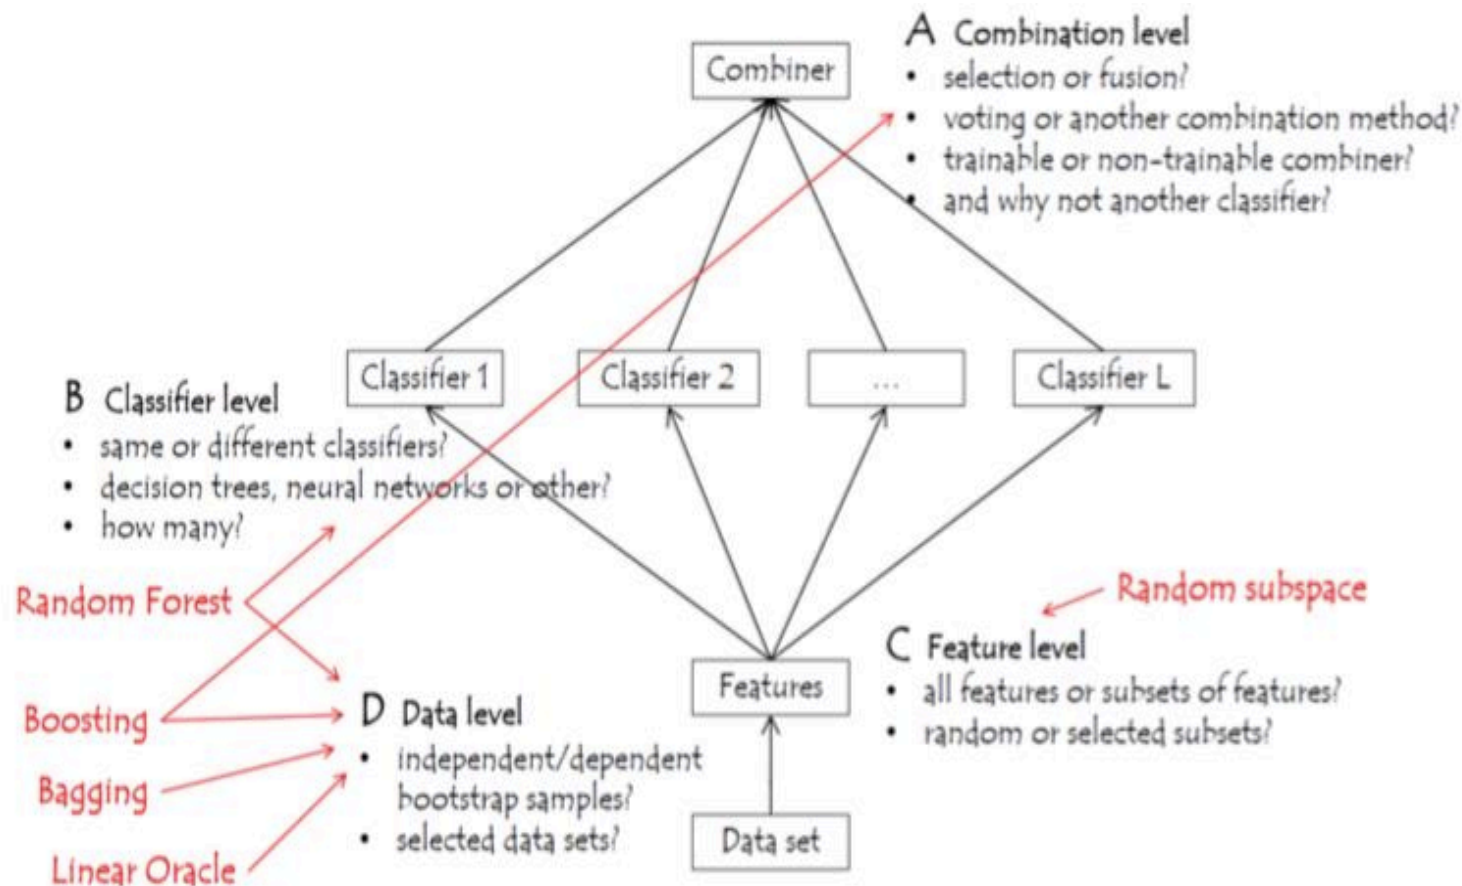 Combiner
A Combination level
• selection or fusion?
• voting or another combination method?
• trainable or non-trainable combiner?
• and why not another classifier?
Classifier 1
Classifier 2
...
Classifier L
B Classifier level
• same or different classifiers?
• decision trees, neural networks or other?
• how many?
Random Forest
Boosting
Bagging
Linear Oracle
D Data level
• independent/dependent
bootstrap samples?
• selected data sets?
Features
Data set
Random subspace
C Feature level
• all features or subsets of features?
• random or selected subsets?